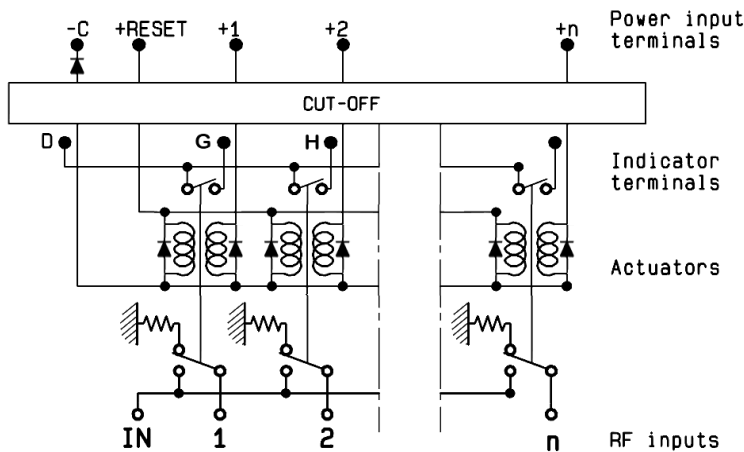 -C +RESET +1 +2 +n Power input
terminals
CUT-OFF
D G H Indicator
terminals
Actuators
IN 1 2 n RF inputs